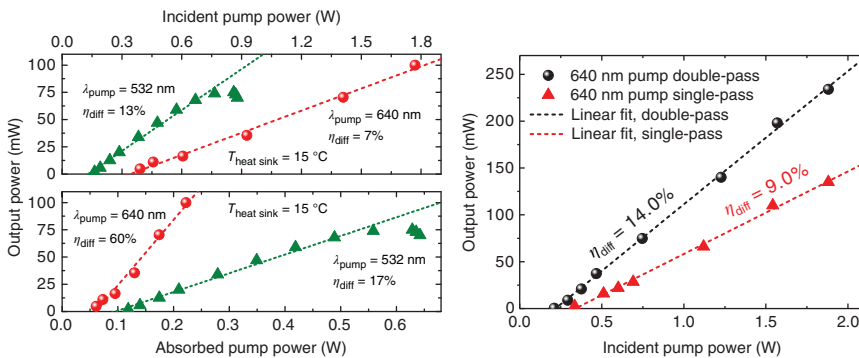 Incident pump power (W)
0.0 0.3 0.6 0.9 1.2 1.5 1.8
100
75
50
25
0
λpump = 532 nm
ηdiff = 13%
λpump = 640 nm
ηdiff = 7%
Theat sink = 15 °C
Output power (mW)
100
75
50
25
0
λpump = 640 nm
ηdiff = 60%
Theat sink = 15 °C
λpump = 532 nm
ηdiff = 17%
0.0 0.1 0.2 0.3 0.4 0.5 0.6
Absorbed pump power (W)
Output power (mW)
250
200
150
100
50
0
640 nm pump double-pass
640 nm pump single-pass
Linear fit, double-pass
Linear fit, single-pass
ηdiff = 14.0%
ηdiff = 9.0%
0.0 0.5 1.0 1.5 2.0
Incident pump power (W)